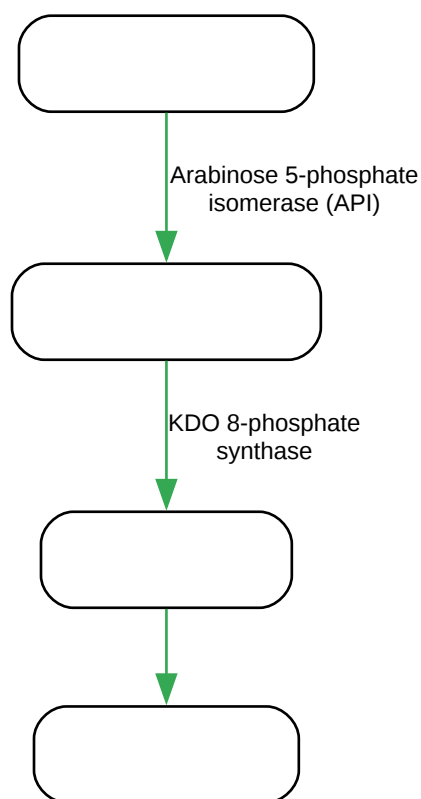 Arabinose 5-phosphate
isomerase (API)
KDO 8-phosphate
synthase